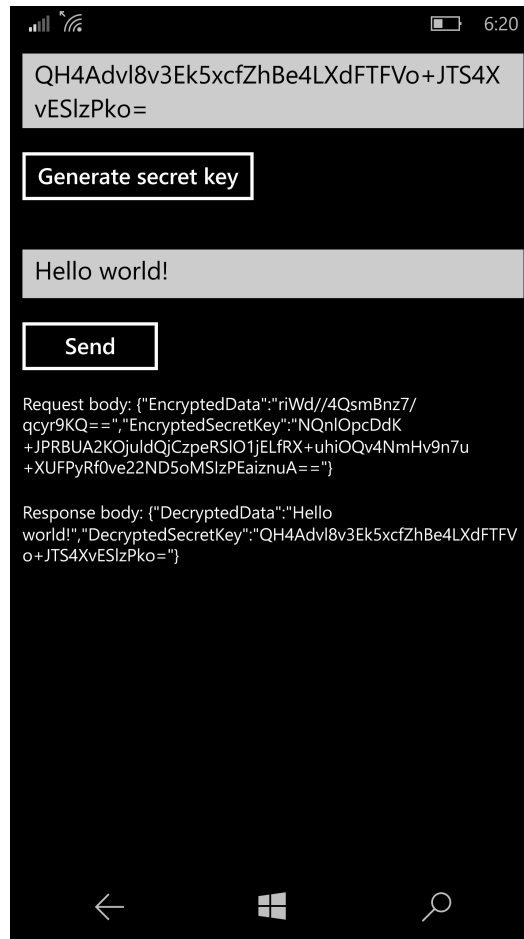 6:20
QH4Advl8v3Ek5xcfZhBe4LXdFTFVo+JTS4X
vESlzPko=
Generate secret key
Hello world!
Send
Request body: {"EncryptedData":"riWd//4QsmBnz7/
qcyr9KQ==","EncryptedSecretKey":"NQnlOpcDdK
+JPRBUA2KOjuldQjCzpeRSlO1jELfRX+uhiOQv4NmHv9n7u
+XUFPyRf0ve22ND5oMSIzPEaiznuA=="}
Response body: {"DecryptedData":"Hello
world!","DecryptedSecretKey":"QH4Advl8v3Ek5xcfZhBe4LXdFTFV
o+JTS4XvESlzPko="}